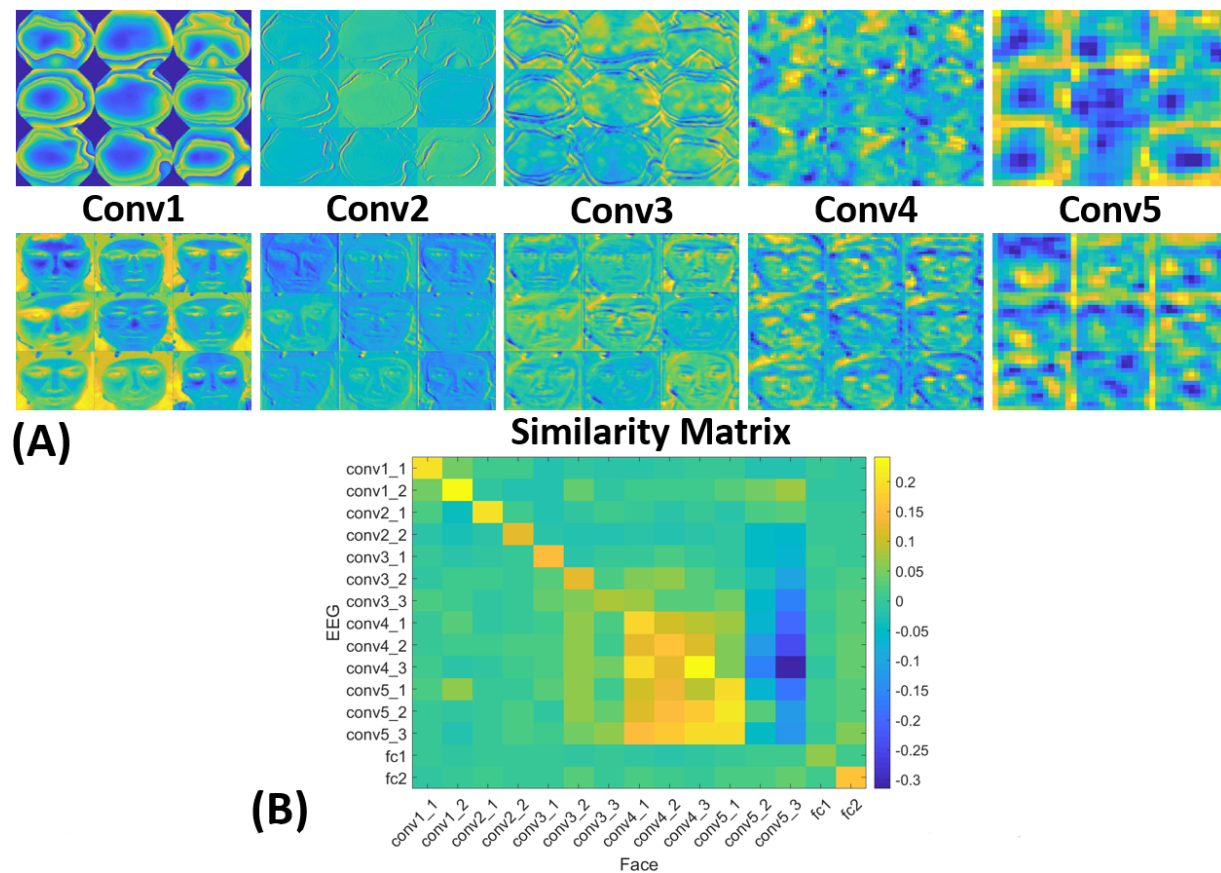 Conv1 Conv2 Conv3 Conv4 Conv5
(A)
Similarity Matrix
conv1_1
conv1_2
conv2_1
conv2_2
conv3_1
conv3_2
conv3_3
conv4_1
conv4_2
conv4_3
conv5_1
conv5_2
conv5_3
fc1
fc2
EEG
0.2
0.15
0.1
0.05
0
-0.05
-0.1
-0.15
-0.2
-0.25
-0.3
(B)
conv1_1 conv1_2 conv2_1 conv2_2 conv3_1 conv3_2 conv3_3 conv4_1 conv4_2 conv4_3 conv5_1 conv5_2 conv5_3 fc1 fc2
Face